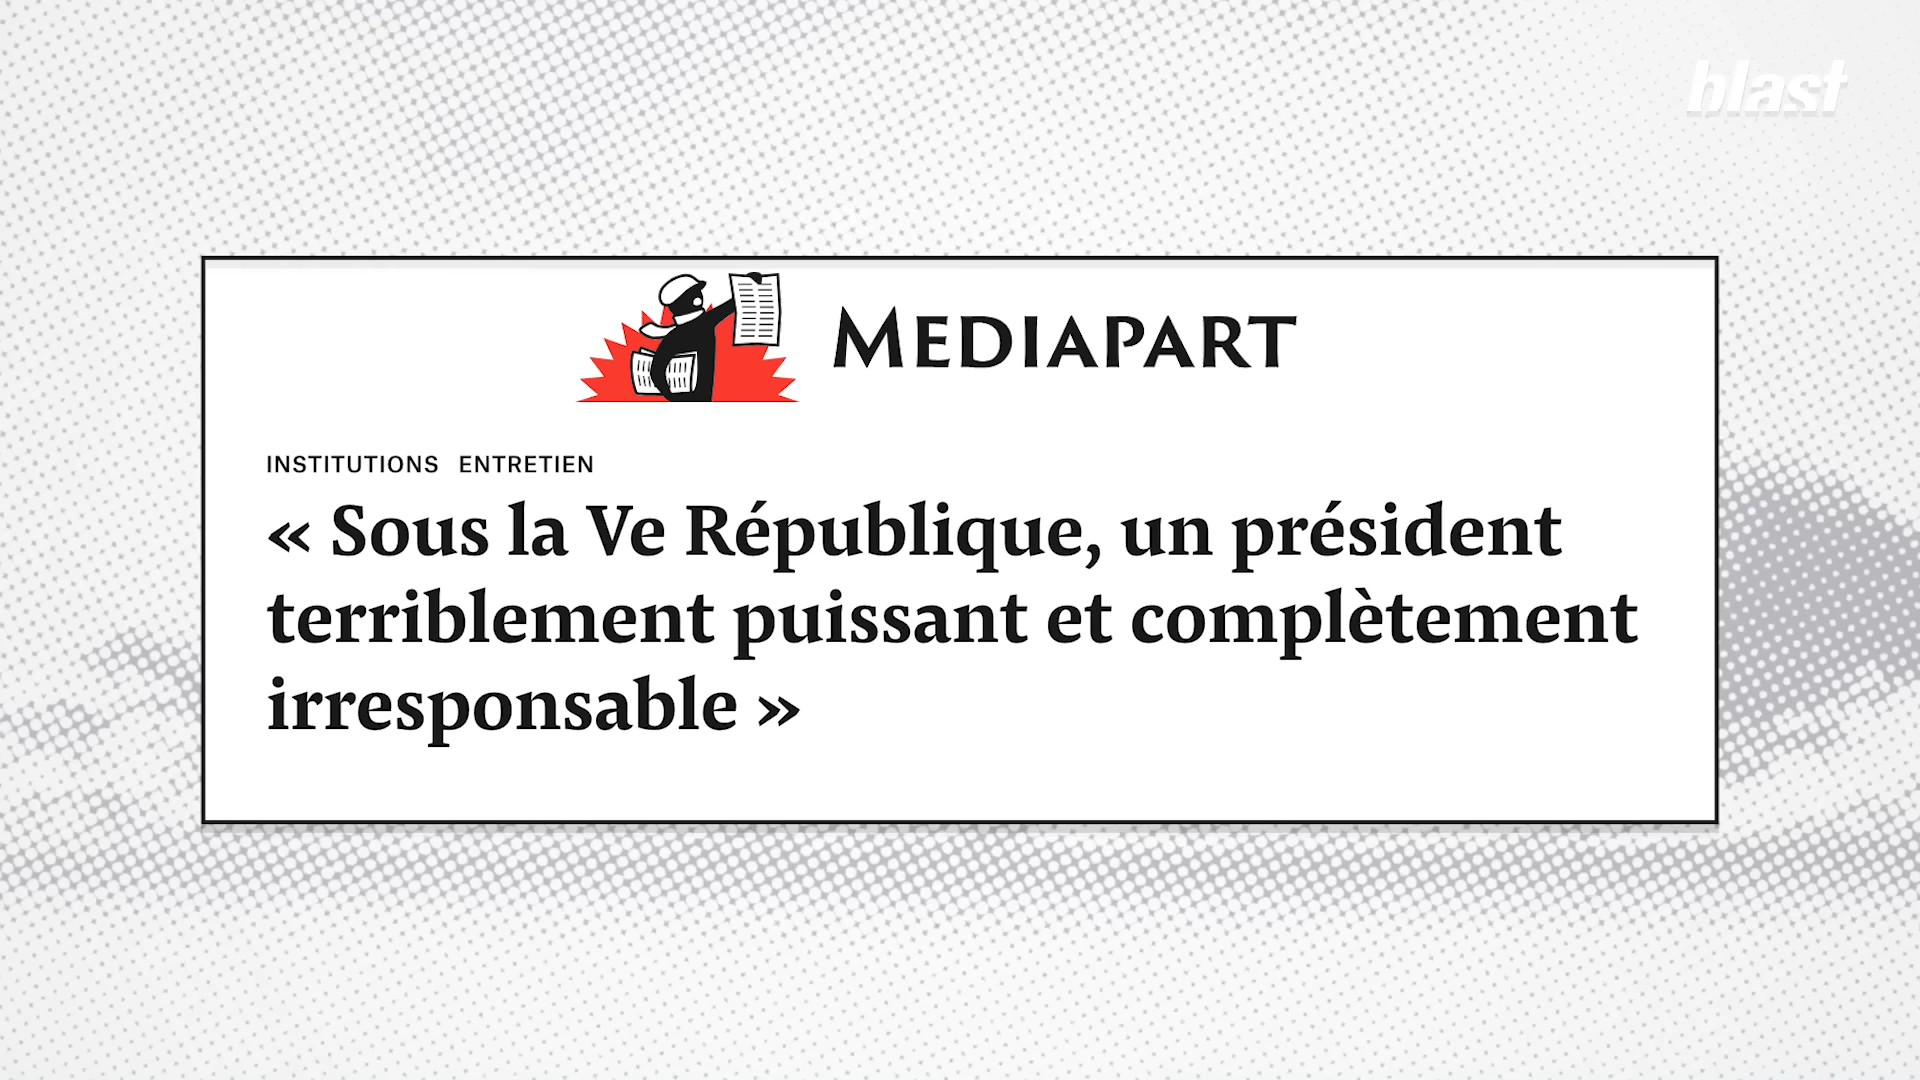 blast
MEDIAPART
INSTITUTIONS ENTRETIEN
« Sous la Ve République, un président
terriblement puissant et complètement
irresponsable »